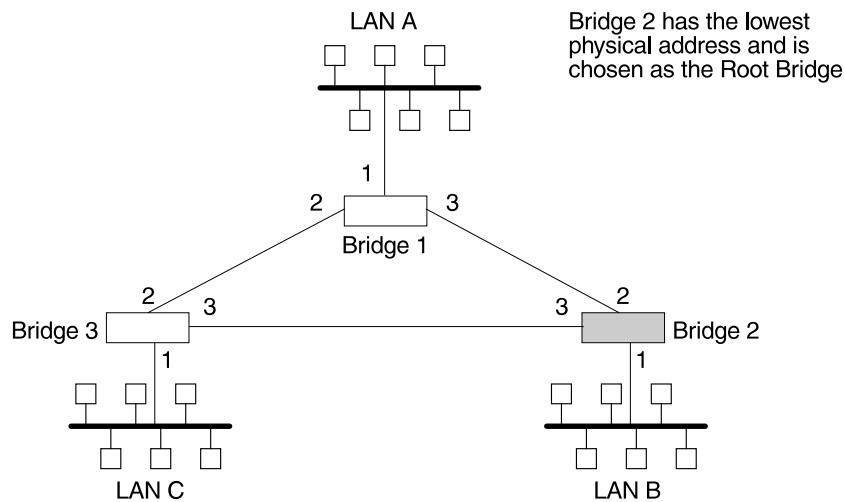 LAN A
Bridge 2 has the lowest
physical address and is
chosen as the Root Bridge
1
2
3
Bridge 1
2
3
3
2
Bridge 3
Bridge 2
1
1
LAN C
LAN B